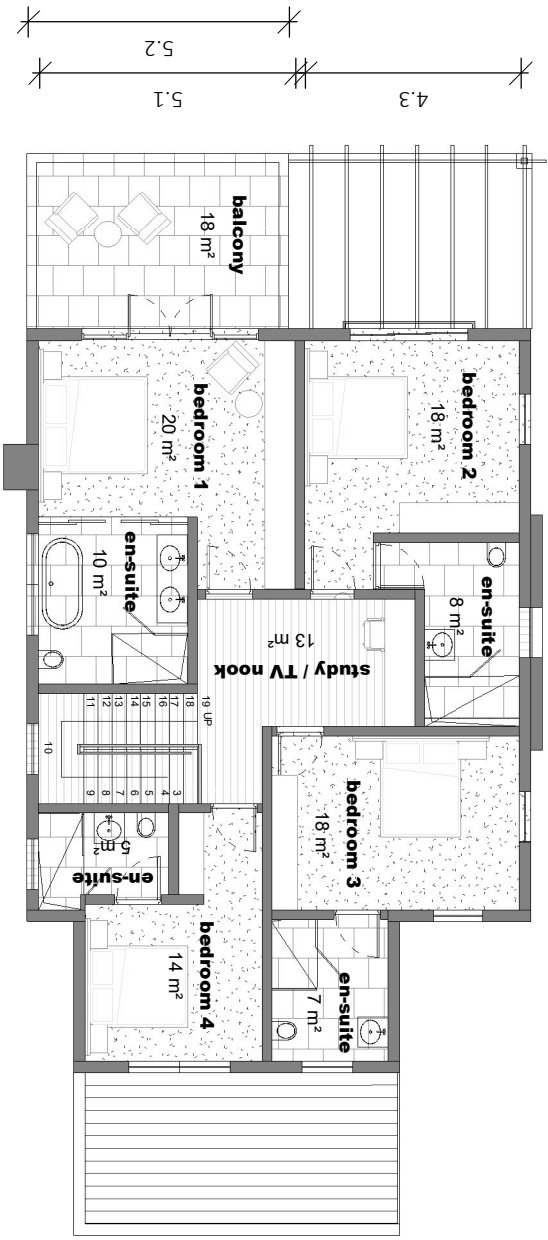 5.2
5.1
4.3
balcony
18 m²
bedroom 1
20 m²
bedroom 2
18 m²
en-suite
10 m²
en-suite
8 m²
study / TV nook
13 m²
19 UP
18
17
16
15
14
13
12
11
10
9
8
7
6
5
4
3
bedroom 3
18 m²
en-suite
5 m²
bedroom 4
14 m²
en-suite
7 m²